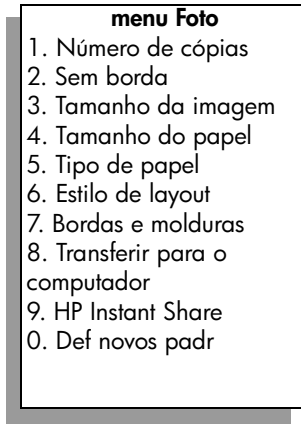 menu Foto
1. Número de cópias
2. Sem borda
3. Tamanho da imagem
4. Tamanho do papel
5. Tipo de papel
6. Estilo de layout
7. Bordas e molduras
8. Transferir para o
computador
9. HP Instant Share
0. Def novos padr